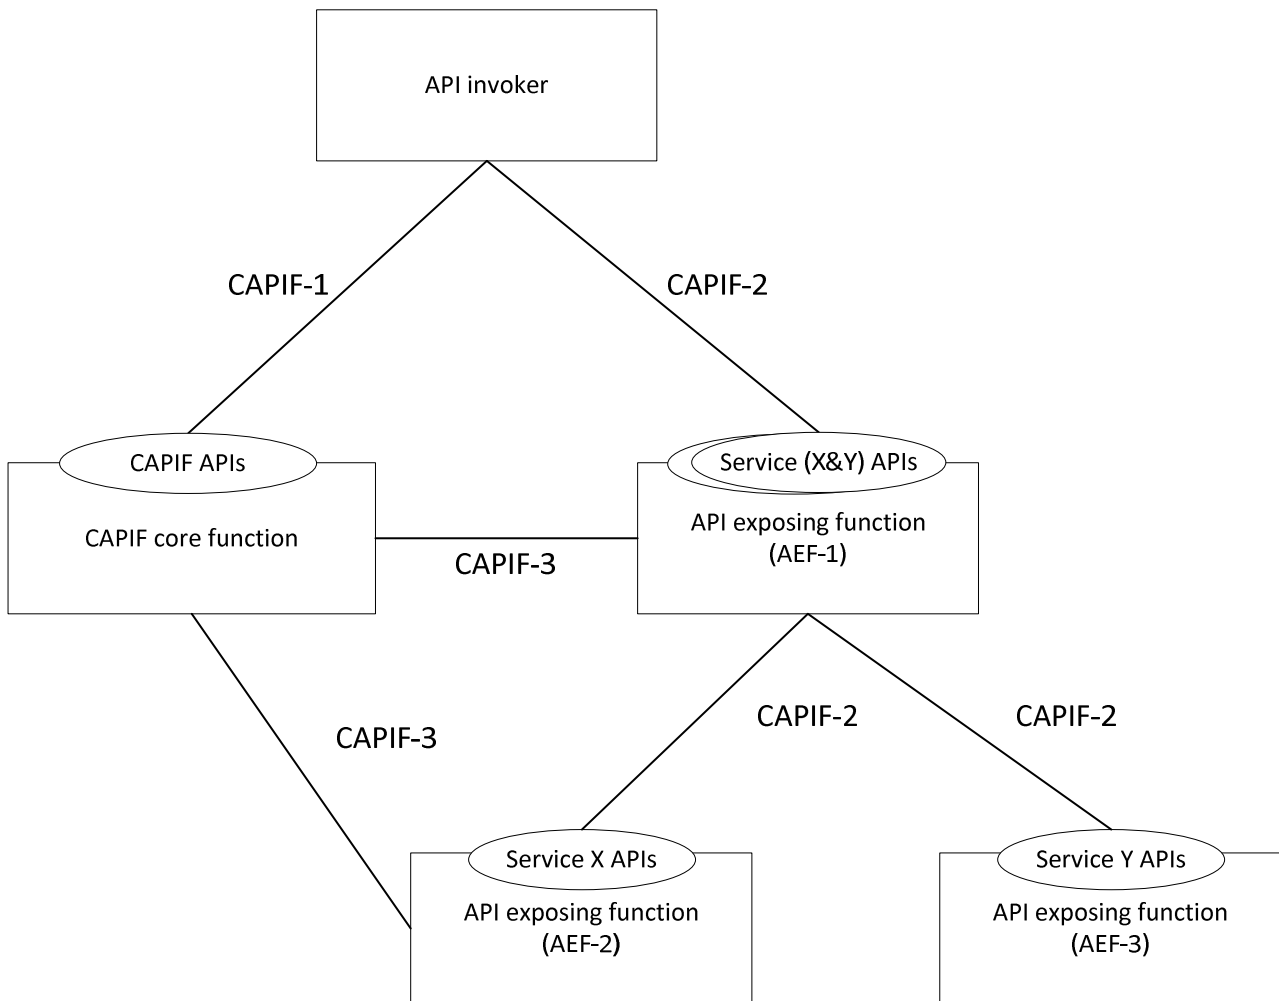 API invoker
CAPIF-1
CAPIF-2
CAPIF APIs
Service (X&Y) APIs
CAPIF core function
API exposing function
(AEF-1)
CAPIF-3
CAPIF-3
CAPIF-2
CAPIF-2
Service X APIs
Service Y APIs
API exposing function
(AEF-2)
API exposing function
(AEF-3)